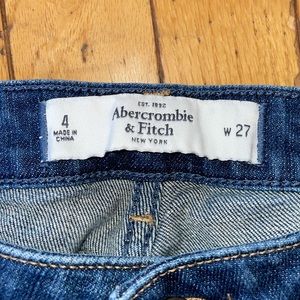 EST. 1892
4
MADE IN
CHINA
Abercrombie
& Fitch
NEW YORK
W 27